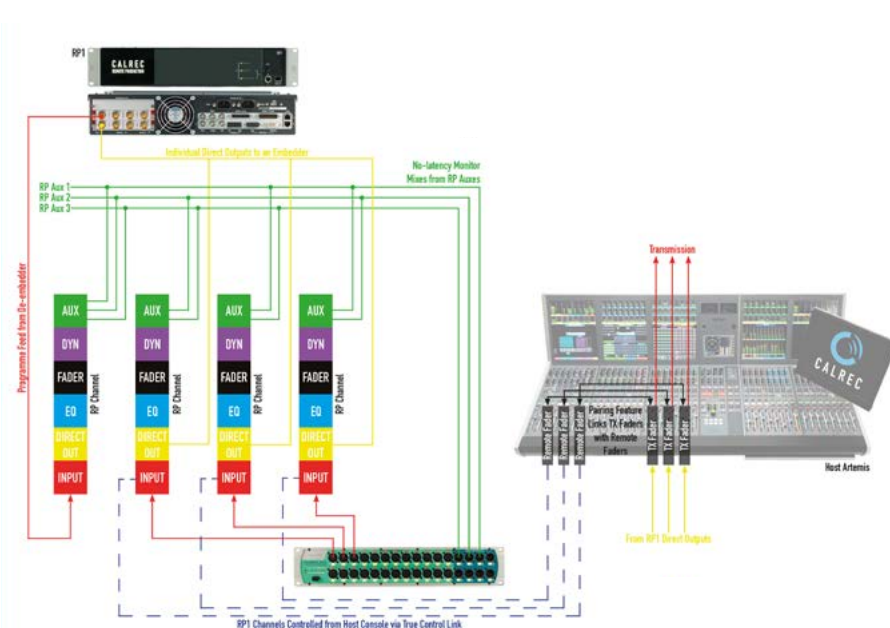 RP1
CALREC
REMOTE PRODUCTION
Individual Direct Outputs to an Embedder
No-latency Monitor
Mixes from RP Auxes
RP Aux 1
RP Aux 2
RP Aux 3
Programme Feed from De-embedder
AUX
DYN
FADER
EQ
DIRECT
OUT
INPUT
RP Channel
AUX
DYN
FADER
EQ
DIRECT
OUT
INPUT
RP Channel
AUX
DYN
FADER
EQ
DIRECT
OUT
INPUT
RP Channel
AUX
DYN
FADER
EQ
DIRECT
OUT
INPUT
RP Channel
Transmission
CALREC
Remote Fader
Remote Fader
Remote Fader
Pairing Feature
Links TX Faders
with Remote
Faders
TX Fader
TX Fader
TX Fader
Host Artemis
From RP1 Direct Outputs
RP1 Channels Controlled from Host Console via True Control Link